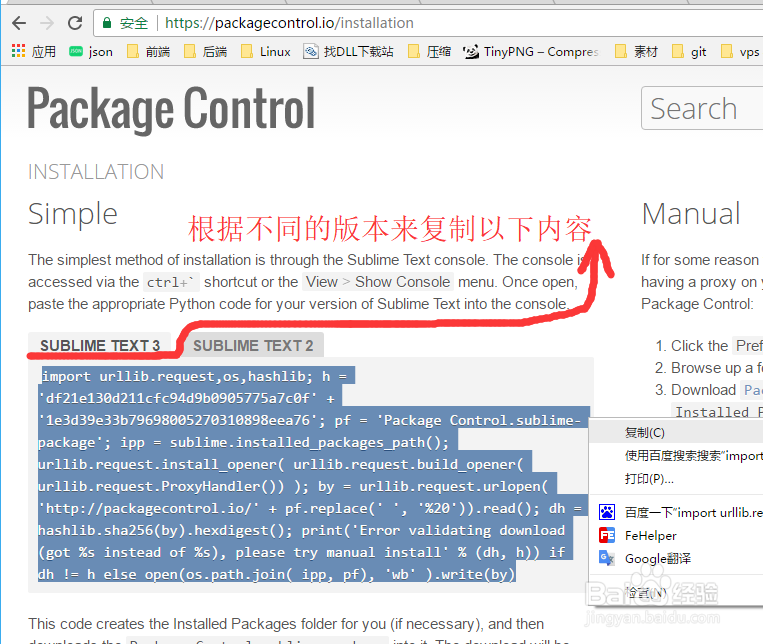 安全 https://packagecontrol.io/installation
应用 json 前端 后端 Linux 找DLL下载站 压缩 TinyPNG – Compres 素材 git vps
Package Control
Search
INSTALLATION
Simple
根据不同的版本来复制以下内容
The simplest method of installation is through the Sublime Text console. The console is
accessed via the ctrl+` shortcut or the View > Show Console menu. Once open,
paste the appropriate Python code for your version of Sublime Text into the console.
SUBLIME TEXT 3 SUBLIME TEXT 2
import urllib.request,os,hashlib; h =
'df21e130d211cfc94d9b0905775a7c0f' +
'1e3d39e33b79698005270310898eea76'; pf = 'Package Control.sublime-
package'; ipp = sublime.installed_packages_path();
urllib.request.install_opener( urllib.request.build_opener(
urllib.request.ProxyHandler()) ); by = urllib.request.urlopen(
'http://packagecontrol.io/' + pf.replace(' ', '%20')).read(); dh =
hashlib.sha256(by).hexdigest(); print('Error validating download
(got %s instead of %s), please try manual install' % (dh, h)) if
dh != h else open(os.path.join( ipp, pf), 'wb' ).write(by)
This code creates the Installed Packages folder for you (if necessary), and then
Manual
If for some reason
having a proxy on
Package Control:
1. Click the Pref
2. Browse up a fo
3. Download Pac
Installed P
复制(C)
使用百度搜索搜索“import
打印(P)...
百度一下“import urllib.re
FeHelper
Google翻译
检查(N)
Baidu经验
jingyan.baidu.com